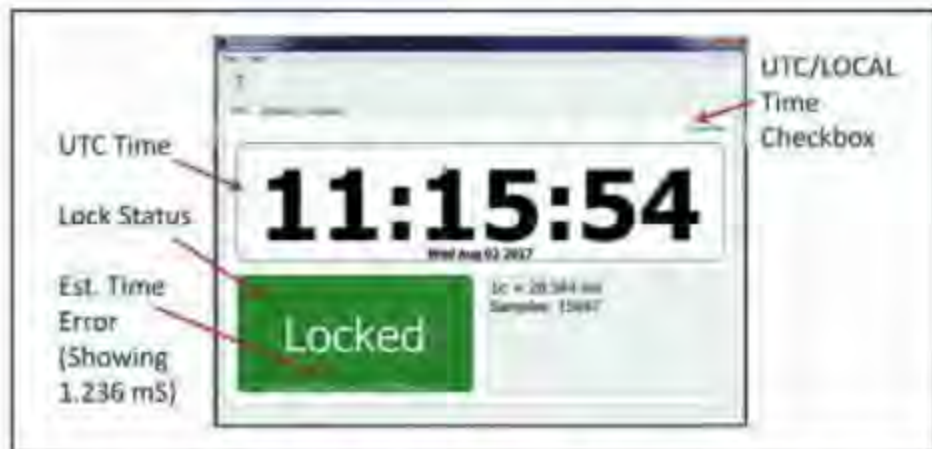 UTC/LOCAL
Time
Checkbox
UTC Time
11:15:54
Wed Aug 02 2017
Lock Status
Est. Time
Error
(Showing
1.236 mS)
Locked
Samples: